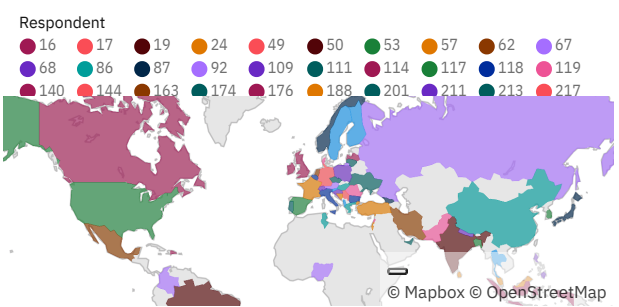 Respondent
16 17 19 24 49 50 53 57 62 67
68 86 87 92 109 111 114 117 118 119
140 144 163 174 176 188 201 211 213 217
© Mapbox © OpenStreetMap